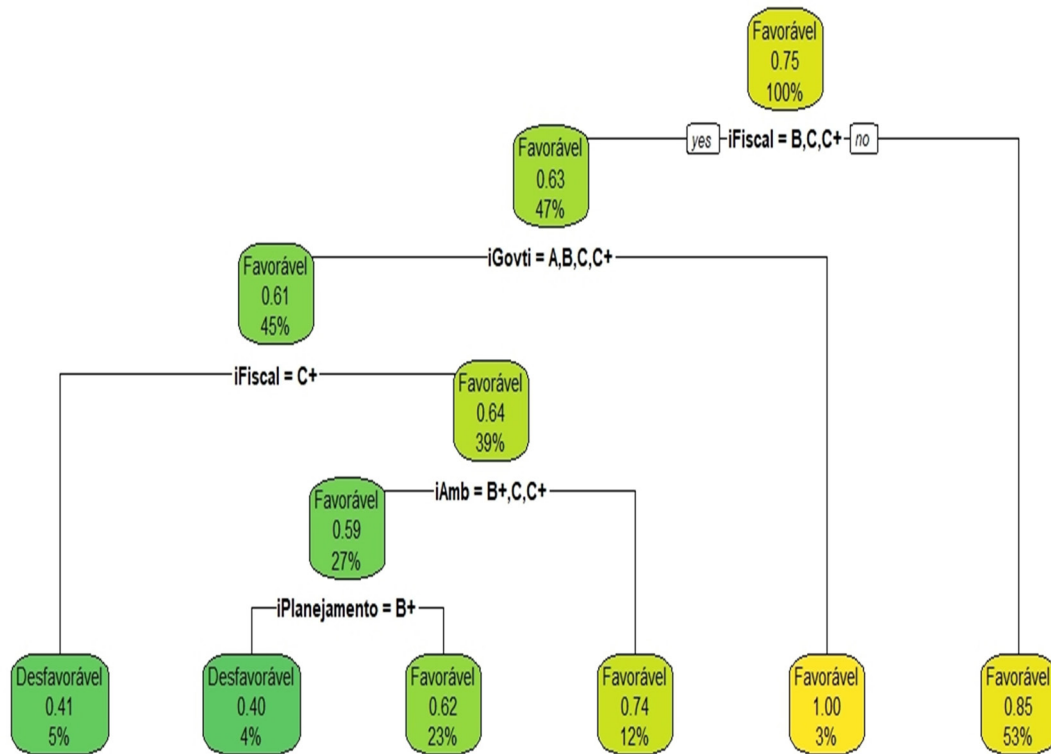 Favorável
0.75
100%
yes iFiscal = B,C,C+ no
Favorável
0.63
47%
iGovti = A,B,C,C+
Favorável
0.61
45%
iFiscal = C+
Favorável
0.64
39%
iAmb = B+,C,C+
Favorável
0.59
27%
iPlanejamento = B+
Desfavorável
0.41
5%
Desfavorável
0.40
4%
Favorável
0.62
23%
Favorável
0.74
12%
Favorável
1.00
3%
Favorável
0.85
53%